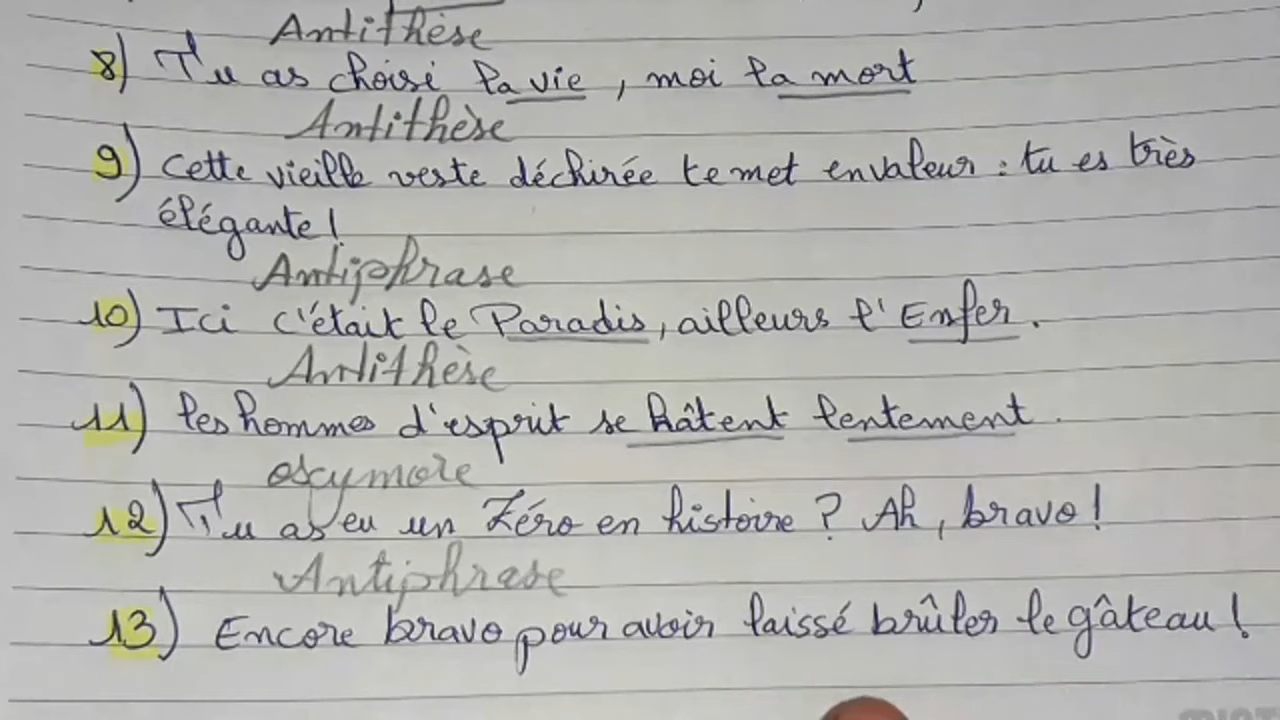 Antithèse
8) Tu as choisi la vie, moi la mort
Antithèse
9) Cette vieille veste déchirée te met en valeur : tu es très
élégante !
Antiphrase
10) Ici c'était le Paradis, ailleurs l'Enfer.
Antithèse
11) les hommes d'esprit se hâtent lentement.
Oxymore
12) Tu as eu un Zéro en histoire ? Ah, bravo !
Antiphrase
13) Encore bravo pour avoir laissé brûler le gâteau !